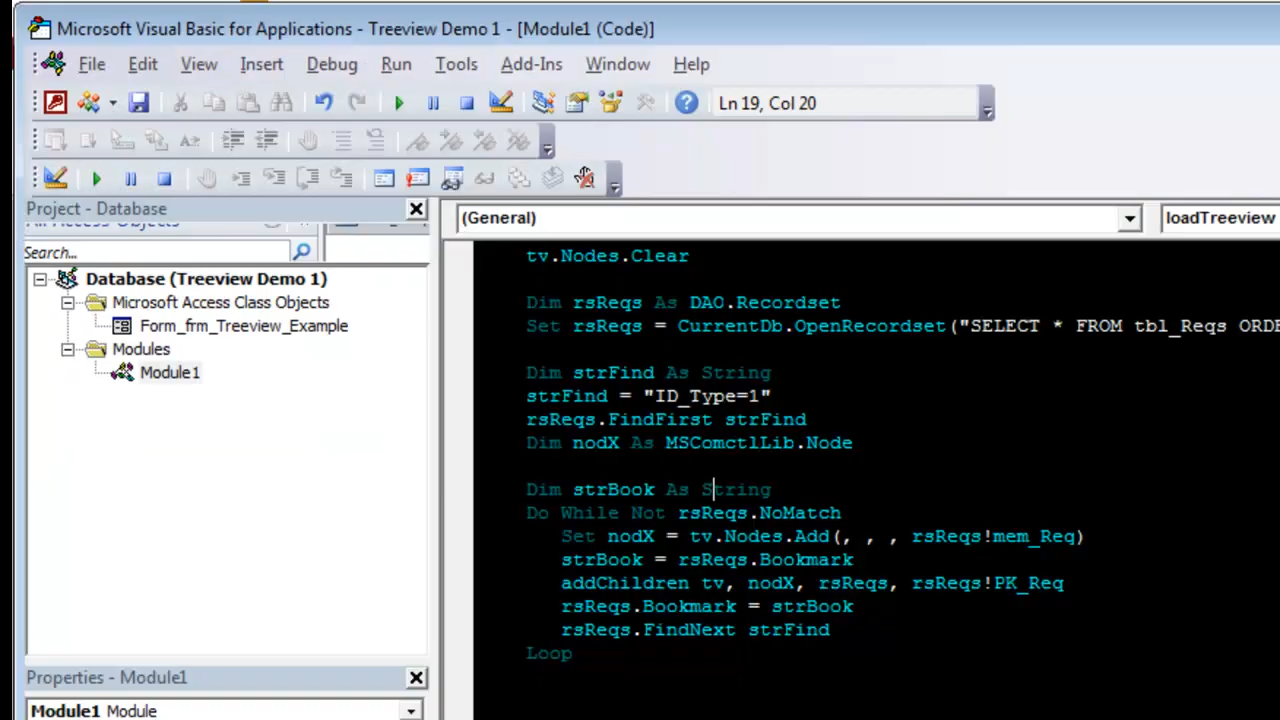 Microsoft Visual Basic for Applications - Treeview Demo 1 - [Module1 (Code)]
File Edit View Insert Debug Run Tools Add-Ins Window Help
Ln 19, Col 20
Project - Database
All Access Objects
Search...
Database (Treeview Demo 1)
Microsoft Access Class Objects
Form_frm_Treeview_Example
Modules
Module1
Properties - Module1
Module1 Module
(General)
loadTreeview
tv.Nodes.Clear
Dim rsReqs As DAO.Recordset
Set rsReqs = CurrentDb.OpenRecordset("SELECT * FROM tbl_Reqs ORDE
Dim strFind As String
strFind = "ID_Type=1"
rsReqs.FindFirst strFind
Dim nodX As MSComctlLib.Node
Dim strBook As String
Do While Not rsReqs.NoMatch
Set nodX = tv.Nodes.Add(, , , rsReqs!mem_Req)
strBook = rsReqs.Bookmark
addChildren tv, nodX, rsReqs, rsReqs!PK_Req
rsReqs.Bookmark = strBook
rsReqs.FindNext strFind
Loop